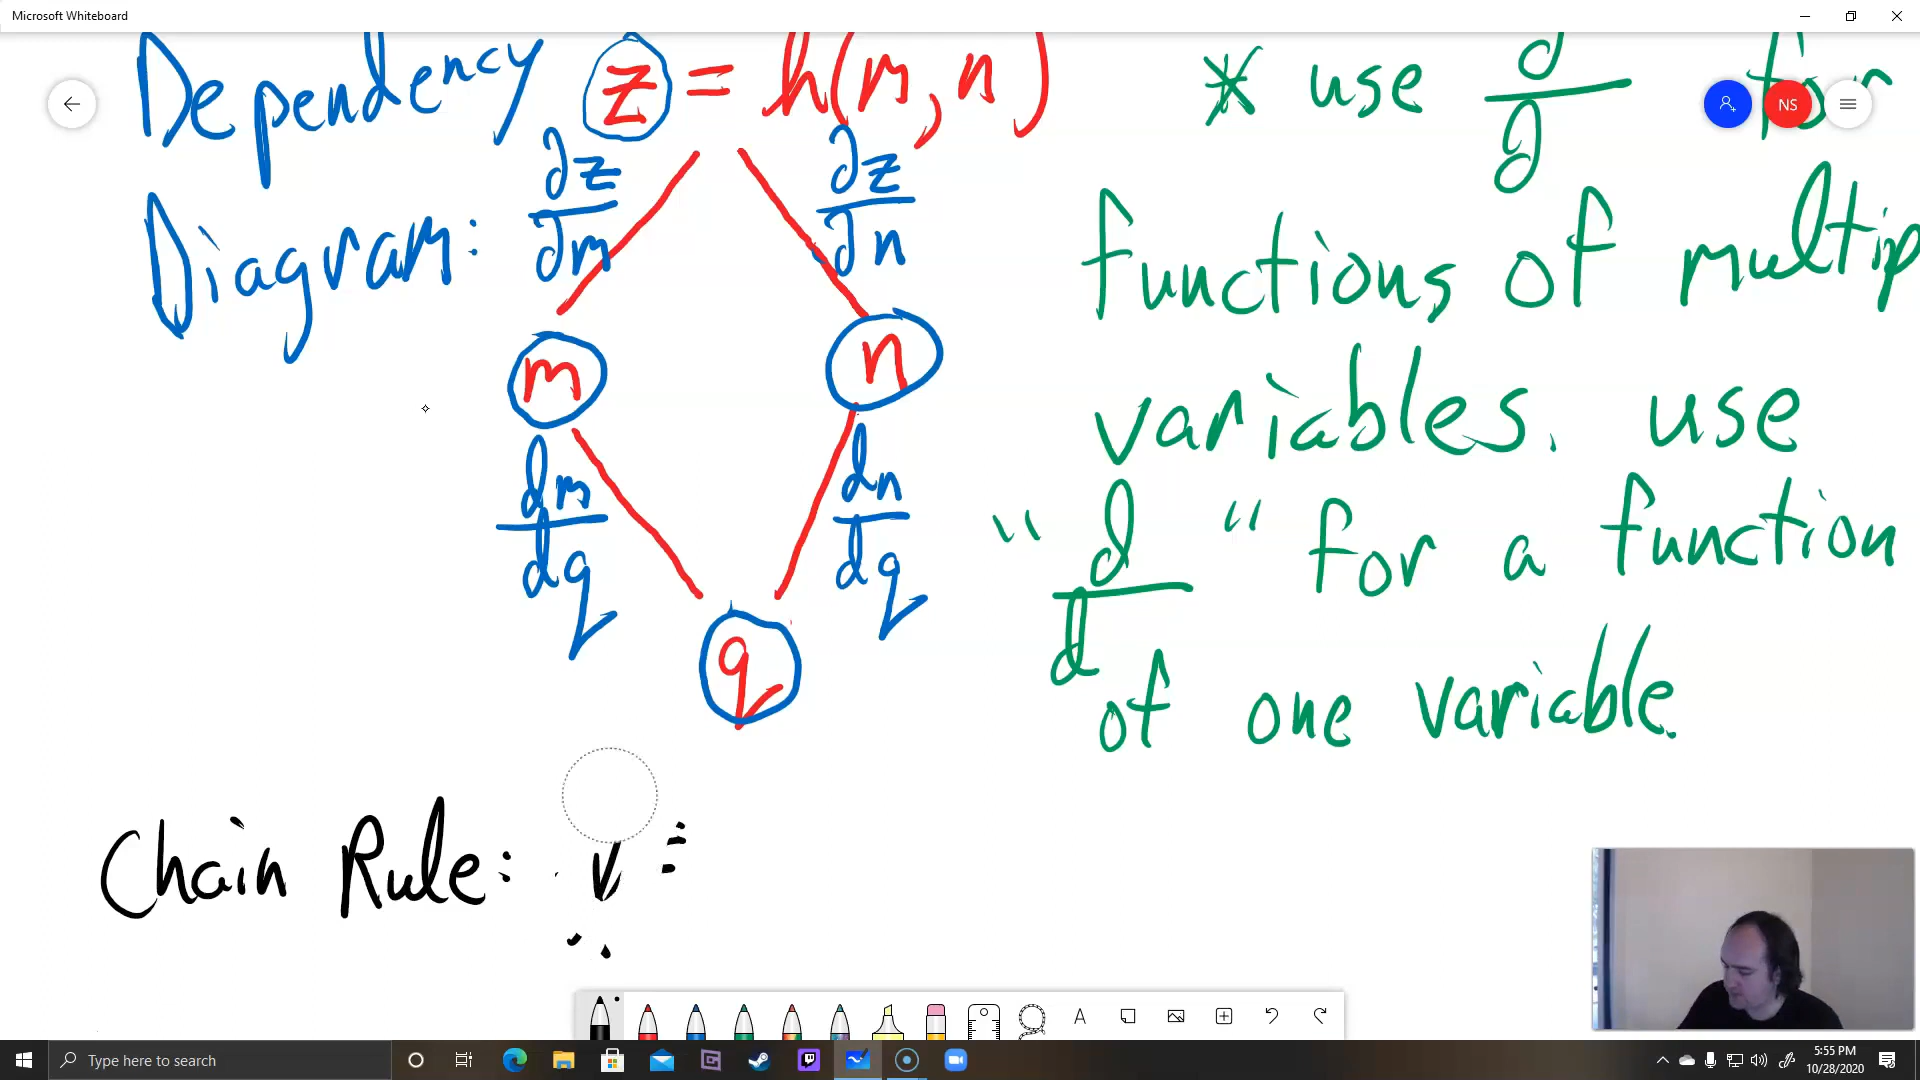 Microsoft Whiteboard
Dependency z = h(m, n)
Diagram:
∂z/∂m
∂z/∂n
m
n
dm/dq
dn/dq
q
* use ∂/∂ for
functions of multip
variables. use
"d/d" for a function
of one variable.
Chain Rule:
NS
A
Type here to search
5:55 PM
10/28/2020